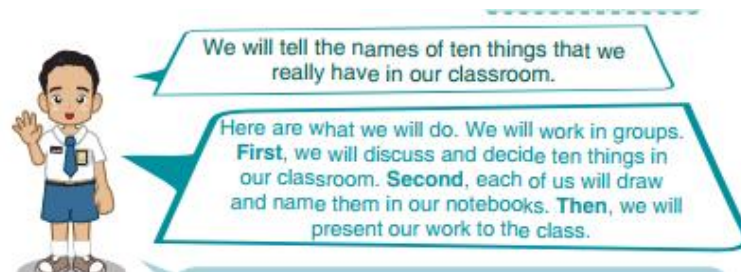 We will tell the names of ten things that we
really have in our classroom.
Here are what we will do. We will work in groups.
First, we will discuss and decide ten things in
our classroom. Second, each of us will draw
and name them in our notebooks. Then, we will
present our work to the class.